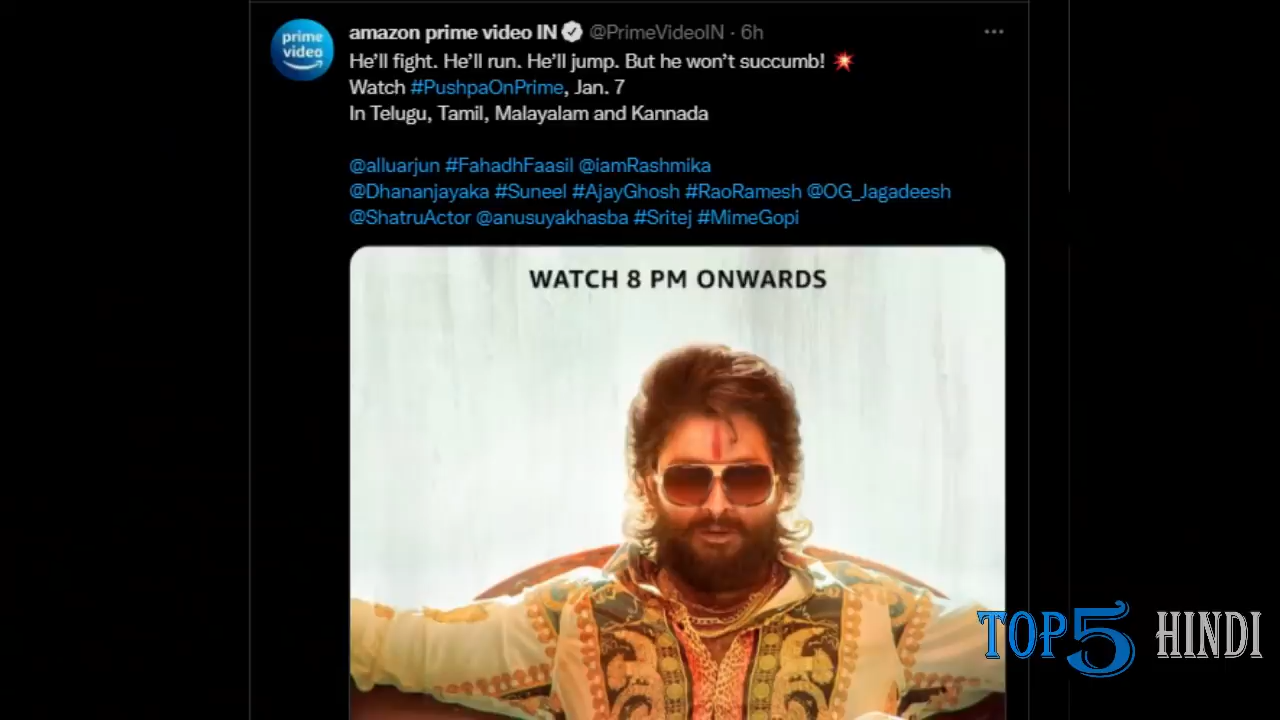 prime
video
amazon prime video IN @PrimeVideoIN · 6h
He'll fight. He'll run. He'll jump. But he won't succumb! 💥
Watch #PushpaOnPrime, Jan. 7
In Telugu, Tamil, Malayalam and Kannada
@alluarjun #FahadhFaasil @iamRashmika
@Dhananjayaka #Suneel #AjayGhosh #RaoRamesh @OG_Jagadeesh
@ShatruActor @anusuyakhasba #Sritej #MimeGopi
WATCH 8 PM ONWARDS
TOP5 HINDI